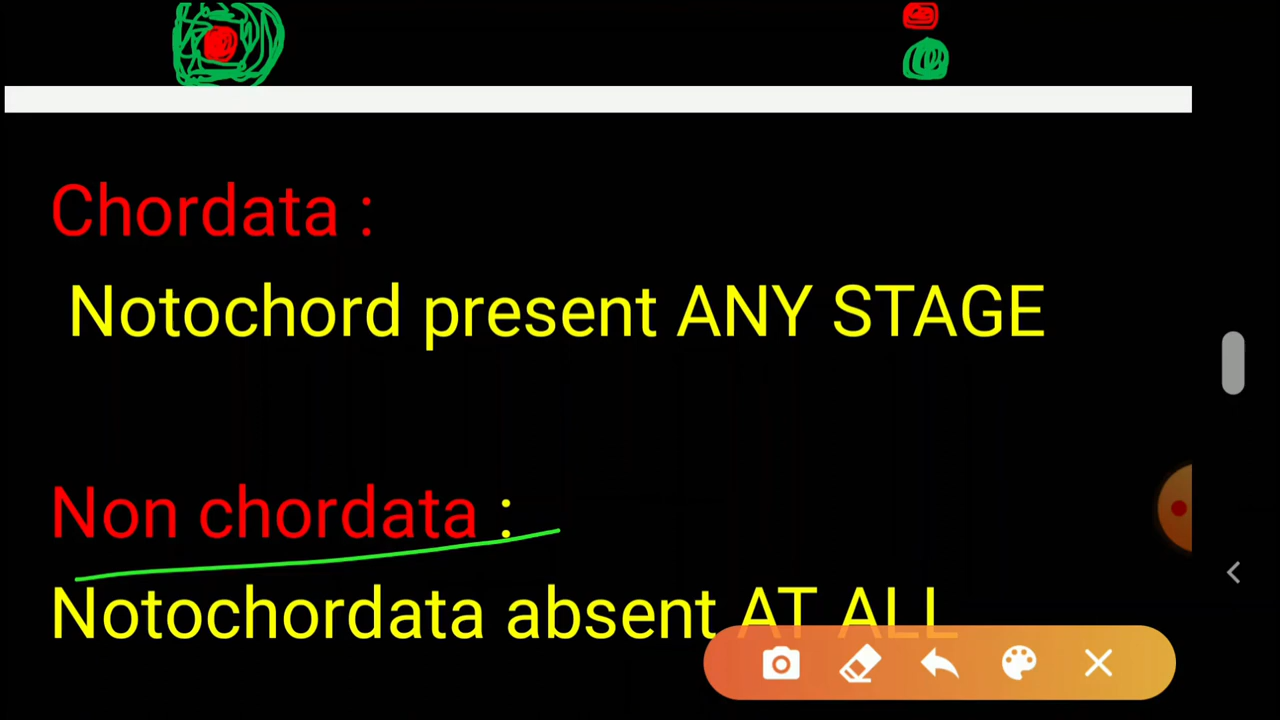 Chordata :
Notochord present ANY STAGE
Non chordata :
Notochordata absent AT ALL